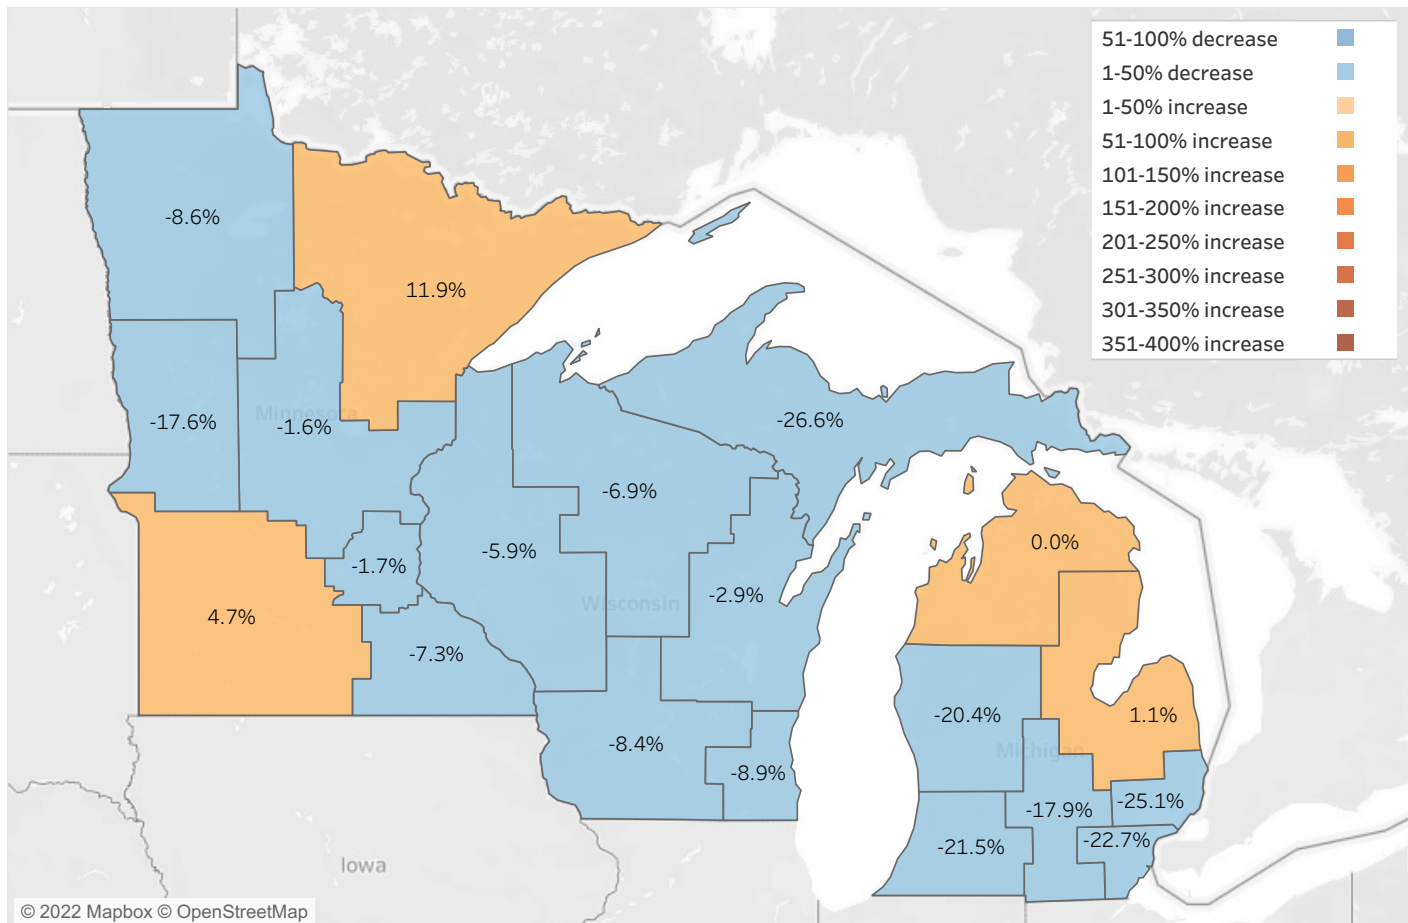 51-100% decrease
1-50% decrease
1-50% increase
51-100% increase
101-150% increase
151-200% increase
201-250% increase
251-300% increase
301-350% increase
351-400% increase
-8.6%
11.9%
-17.6%
Minnesota
-1.6%
-26.6%
-6.9%
-5.9%
0.0%
-1.7%
-2.9%
Wisconsin
4.7%
-7.3%
-20.4%
1.1%
-8.4%
Michigan
-8.9%
-17.9%
-25.1%
-21.5%
-22.7%
Iowa
© 2022 Mapbox © OpenStreetMap